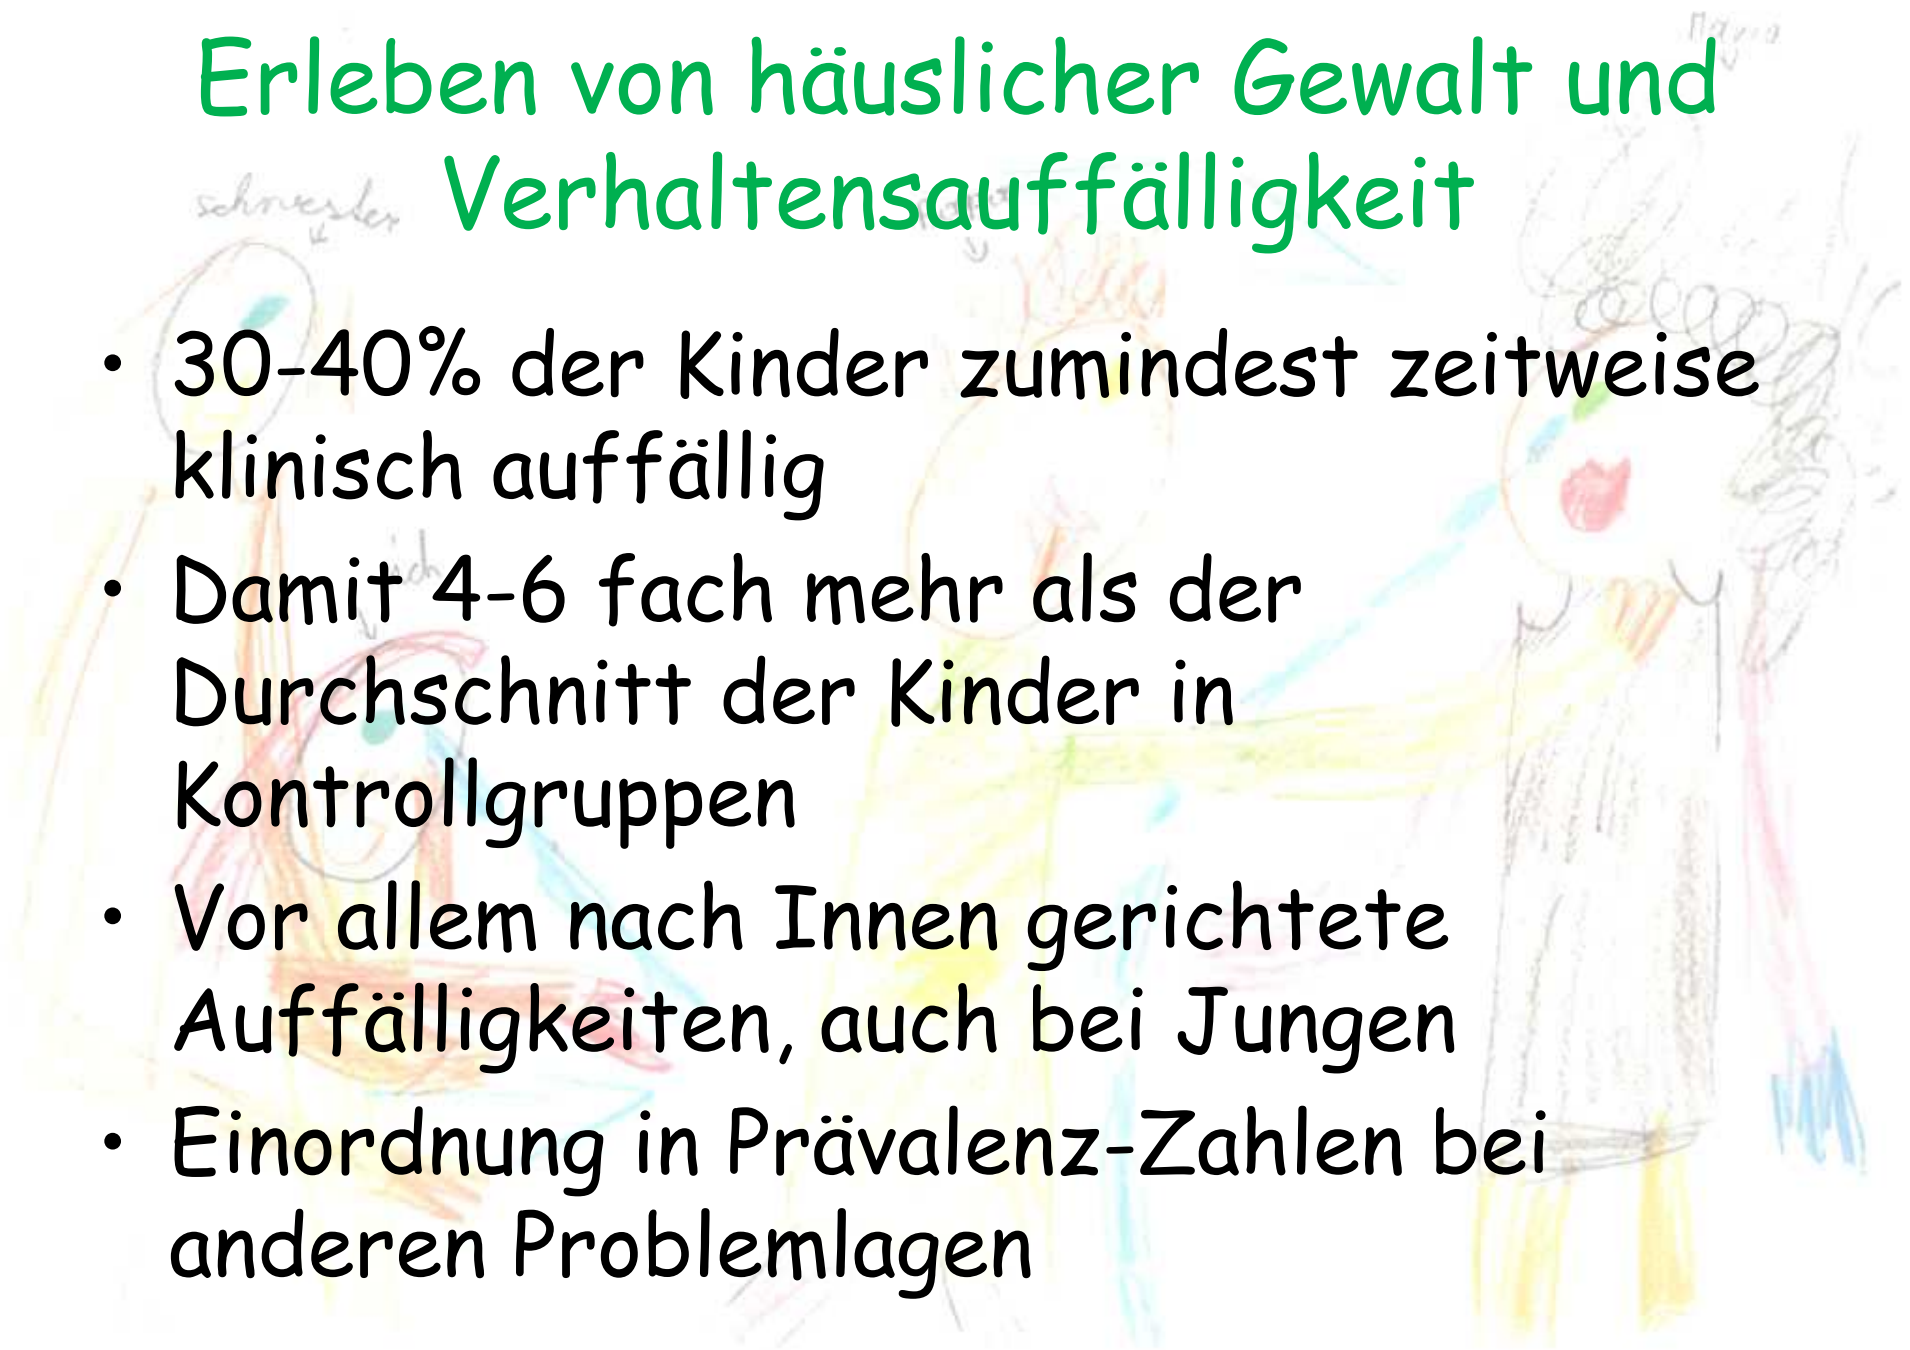 Erleben von häuslicher Gewalt und
Verhaltensauffälligkeit
schwester
• 30-40% der Kinder zumindest zeitweise
klinisch auffällig
ich
• Damit 4-6 fach mehr als der
Durchschnitt der Kinder in
Kontrollgruppen
• Vor allem nach Innen gerichtete
Auffälligkeiten, auch bei Jungen
• Einordnung in Prävalenz-Zahlen bei
anderen Problemlagen